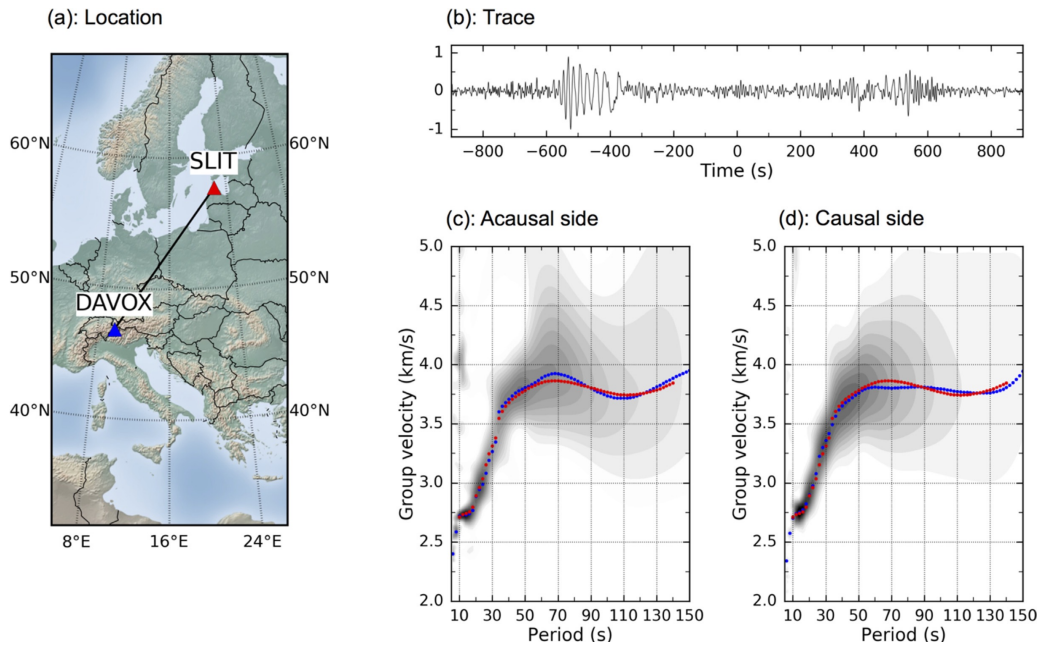 (a): Location
60°N
60°N
SLIT
50°N
50°N
DAVOX
40°N
40°N
8°E
16°E
24°E
(b): Trace
1
0
-1
−800
−600
−400
−200
0
200
400
600
800
Time (s)
(c): Acausal side
5.0
4.5
4.0
3.5
3.0
2.5
2.0
Group velocity (km/s)
10
30
50
70
90
110
130
150
Period (s)
(d): Causal side
5.0
4.5
4.0
3.5
3.0
2.5
2.0
Group velocity (km/s)
10
30
50
70
90
110
130
150
Period (s)